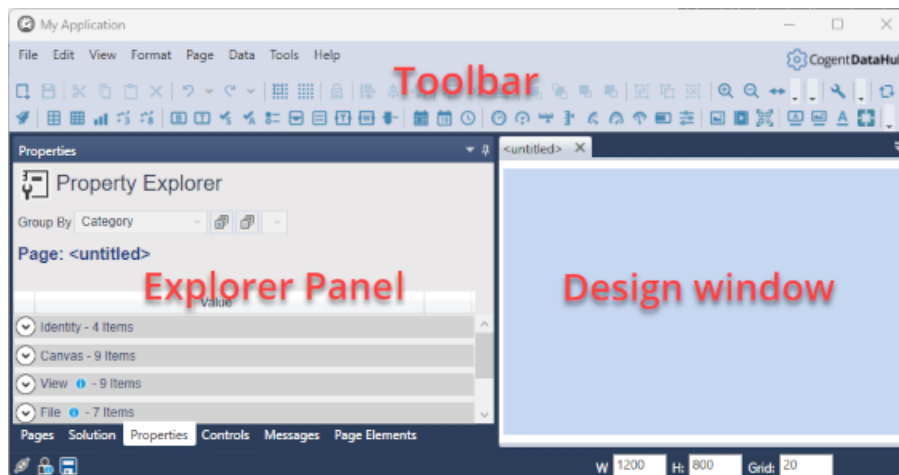 My Application
File Edit View Format Page Data Tools Help
Cogent DataHu
Toolbar
Properties
<untitled>
Property Explorer
Group By Category
Page: <untitled>
Explorer Panel
Design window
Value
Identity - 4 Items
Canvas - 9 Items
View - 9 Items
File - 7 Items
Pages Solution Properties Controls Messages Page Elements
W 1200 H: 800 Grid: 20